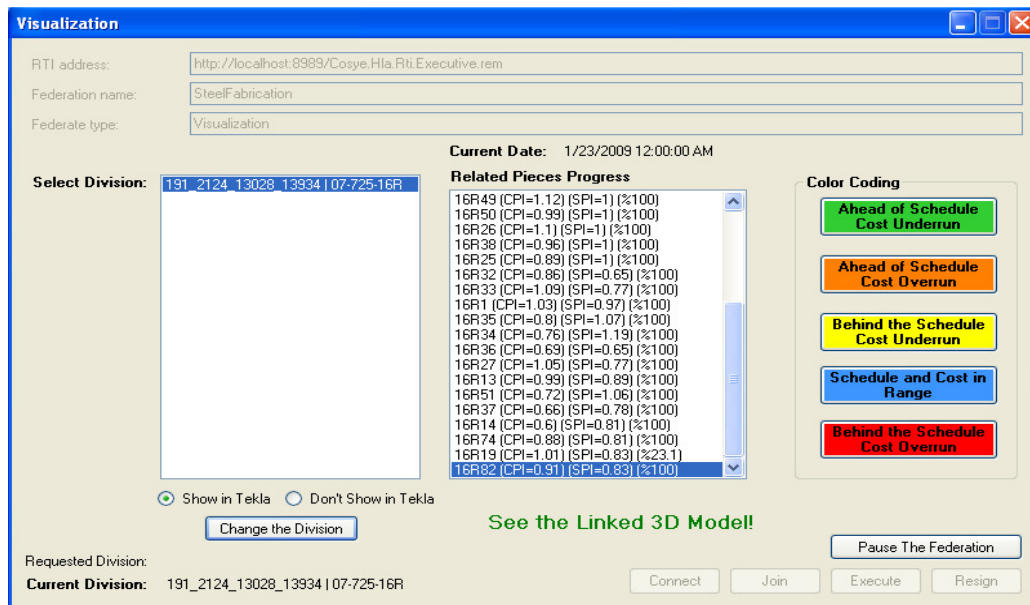 Visualization
RTI address:
http://localhost:8989/Cosye.Hla.Rti.Executive.rem
Federation name:
SteelFabrication
Federate type:
Visualization
Current Date: 1/23/2009 12:00:00 AM
Select Division:
191_2124_13028_13934 | 07-725-16R
Related Pieces Progress
16R49 (CPI=1.12) (SPI=1) (%100)
16R50 (CPI=0.99) (SPI=1) (%100)
16R26 (CPI=1.1) (SPI=1) (%100)
16R38 (CPI=0.96) (SPI=1) (%100)
16R25 (CPI=0.89) (SPI=1) (%100)
16R32 (CPI=0.86) (SPI=0.65) (%100)
16R33 (CPI=1.09) (SPI=0.77) (%100)
16R1 (CPI=1.03) (SPI=0.97) (%100)
16R35 (CPI=0.8) (SPI=1.07) (%100)
16R34 (CPI=0.76) (SPI=1.19) (%100)
16R36 (CPI=0.69) (SPI=0.65) (%100)
16R27 (CPI=1.05) (SPI=0.77) (%100)
16R13 (CPI=0.99) (SPI=0.89) (%100)
16R51 (CPI=0.72) (SPI=1.06) (%100)
16R37 (CPI=0.66) (SPI=0.78) (%100)
16R14 (CPI=0.6) (SPI=0.81) (%100)
16R74 (CPI=0.88) (SPI=0.81) (%100)
16R19 (CPI=1.01) (SPI=0.83) (%23.1)
16R82 (CPI=0.91) (SPI=0.83) (%100)
Color Coding
Ahead of Schedule
Cost Underrun
Ahead of Schedule
Cost Overrun
Behind the Schedule
Cost Underrun
Schedule and Cost in
Range
Behind the Schedule
Cost Overrun
Show in Tekla Don't Show in Tekla
Change the Division
See the Linked 3D Model!
Pause The Federation
Requested Division:
Current Division: 191_2124_13028_13934 | 07-725-16R
Connect Join Execute Resign